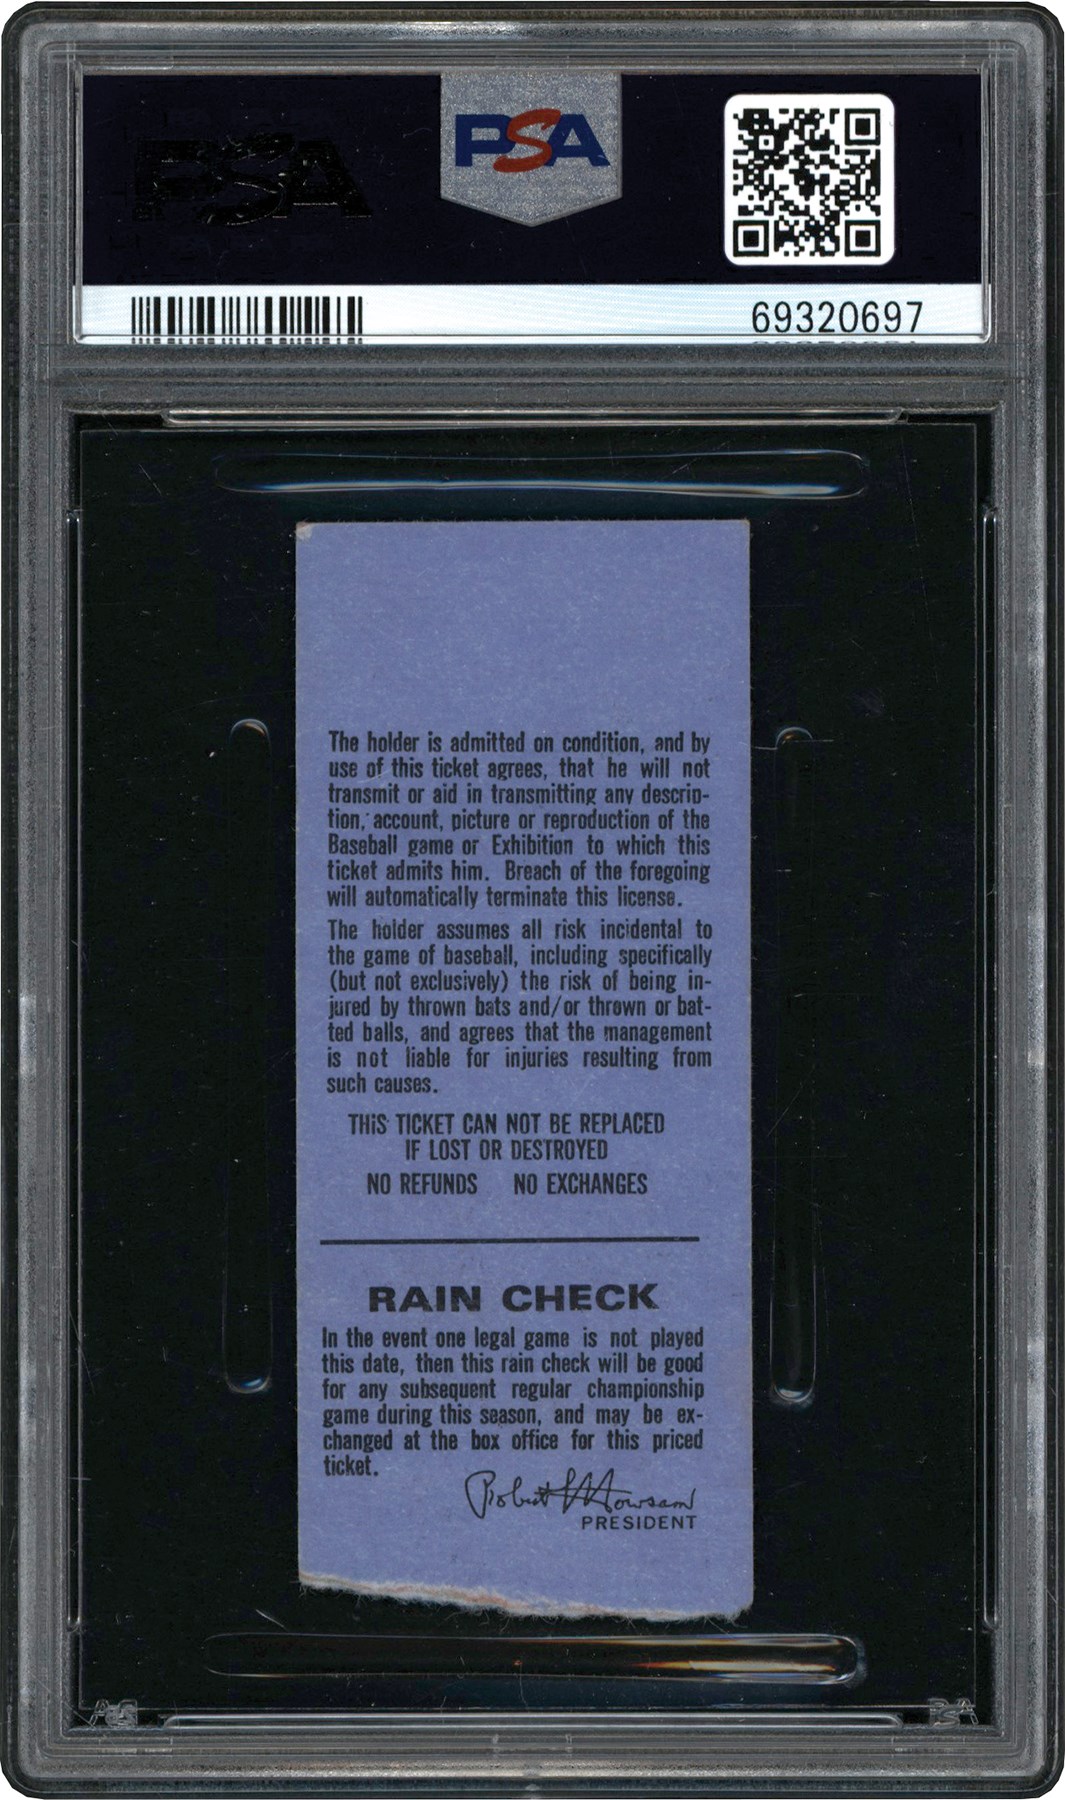 PSA
PSA
69320697
The holder is admitted on condition, and by
use of this ticket agrees, that he will not
transmit or aid in transmitting any descrip-
tion, account, picture or reproduction of the
Baseball game or Exhibition to which this
ticket admits him. Breach of the foregoing
will automatically terminate this license.
The holder assumes all risk incidental to
the game of baseball, including specifically
(but not exclusively) the risk of being in-
jured by thrown bats and/or thrown or bat-
ted balls, and agrees that the management
is not liable for injuries resulting from
such causes.
THIS TICKET CAN NOT BE REPLACED
IF LOST OR DESTROYED
NO REFUNDS NO EXCHANGES
RAIN CHECK
In the event one legal game is not played
this date, then this rain check will be good
for any subsequent regular championship
game during this season, and may be ex-
changed at the box office for this priced
ticket.
Robert Howsam
PRESIDENT
PSA
PSA